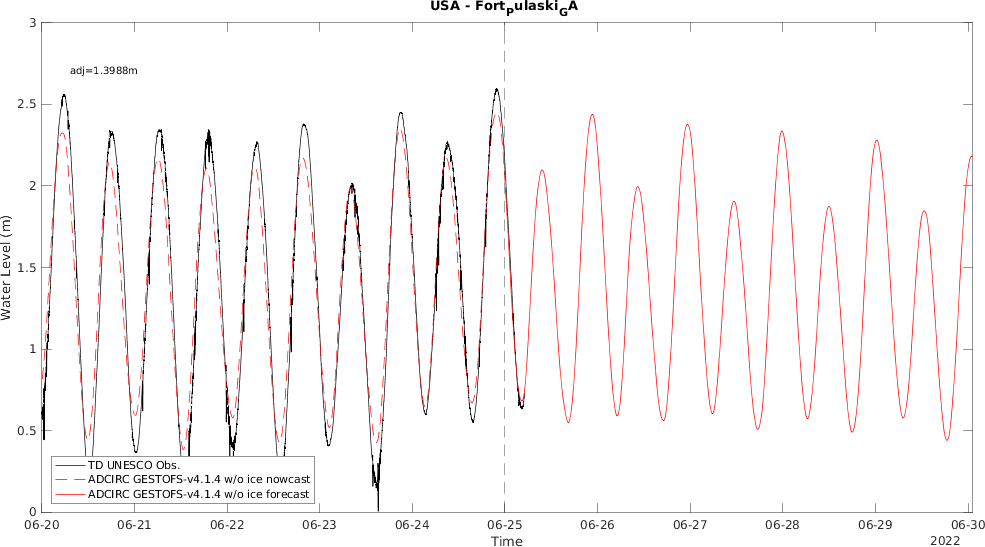 USA - FortPulaskiGA
adj=1.3988m
3
2.5
2
1.5
1
0.5
0
Water Level (m)
TD UNESCO Obs.
ADCIRC GESTOFS-v4.1.4 w/o ice nowcast
ADCIRC GESTOFS-v4.1.4 w/o ice forecast
06-20 06-21 06-22 06-23 06-24 06-25 06-26 06-27 06-28 06-29 06-30
Time
2022